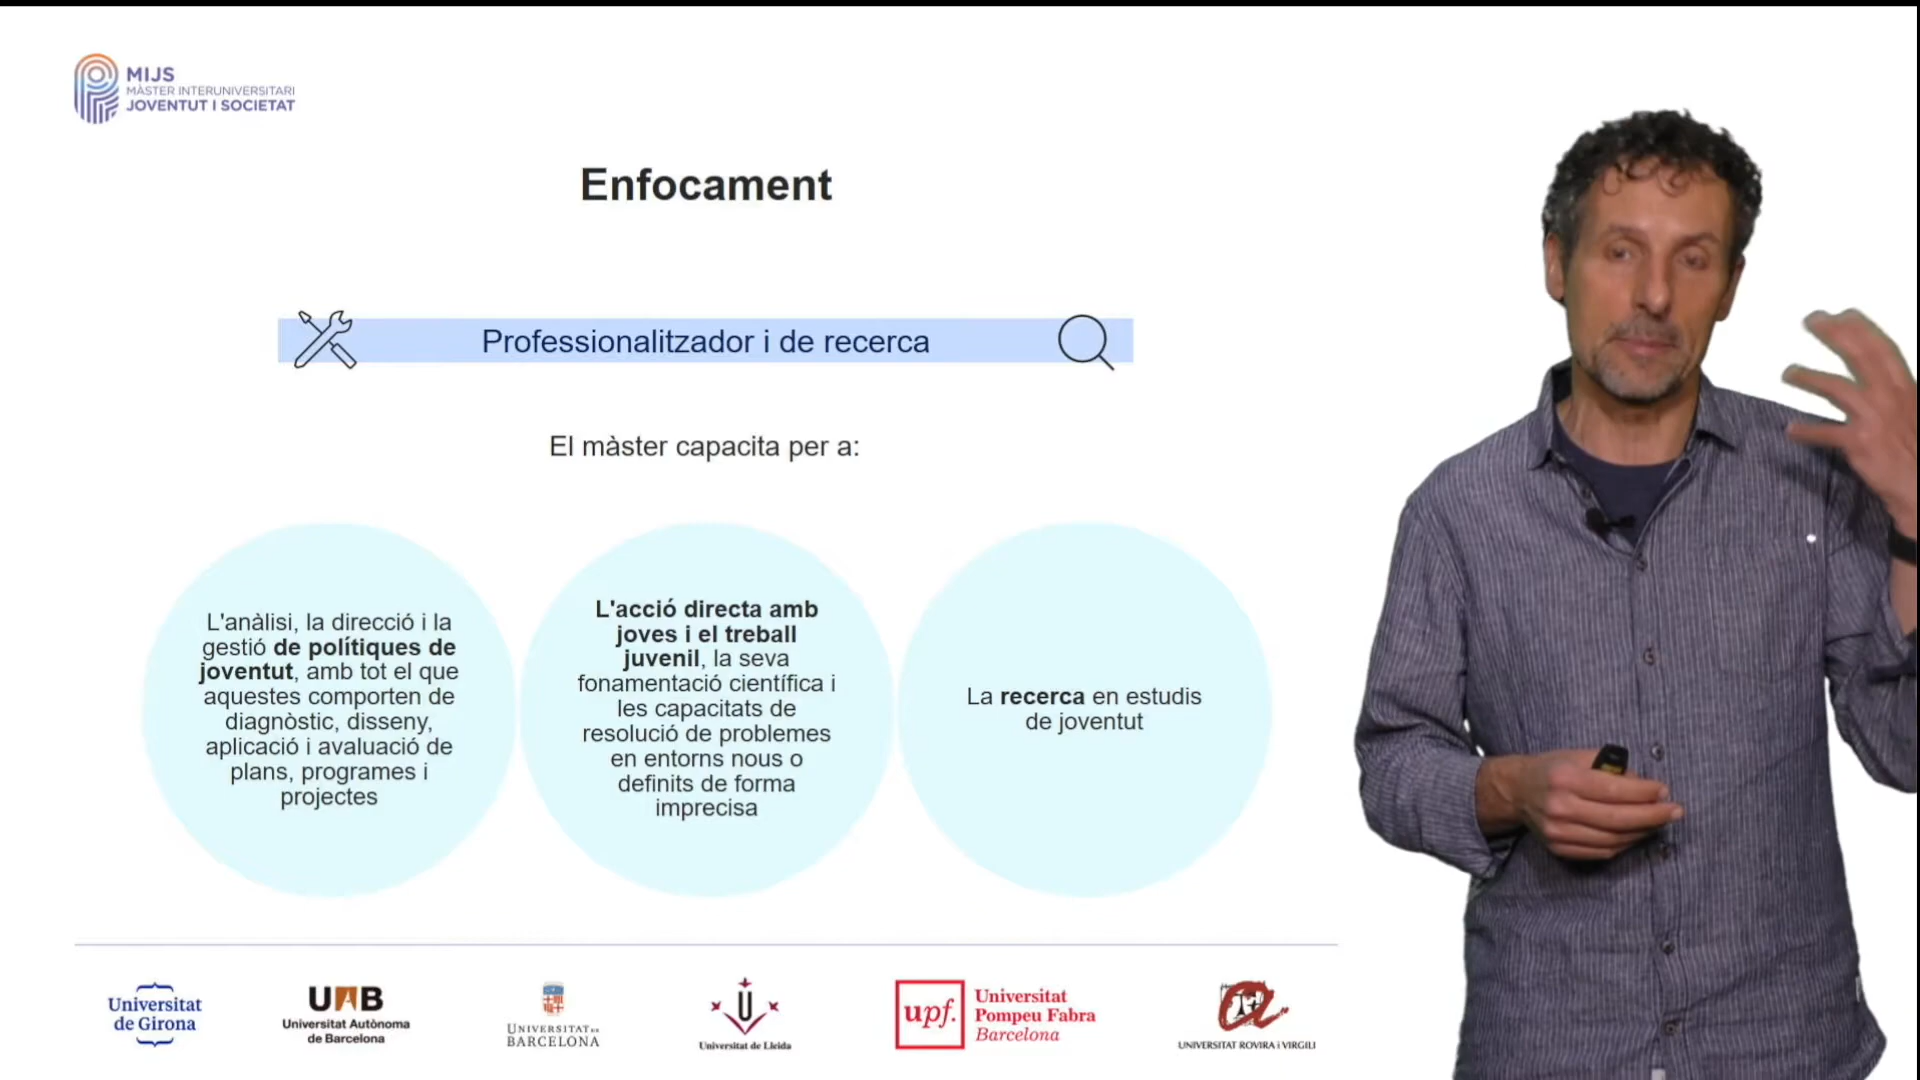 MIJS
MÀSTER INTERUNIVERSITARI
JOVENTUT I SOCIETAT
Enfocament
Professionalitzador i de recerca
El màster capacita per a:
L'anàlisi, la direcció i la
gestió de polítiques de
joventut, amb tot el que
aquestes comporten de
diagnòstic, disseny,
aplicació i avaluació de
plans, programes i
projectes
L'acció directa amb
joves i el treball
juvenil, la seva
fonamentació científica i
les capacitats de
resolució de problemes
en entorns nous o
definits de forma
imprecisa
La recerca en estudis
de joventut
Universitat
de Girona
UAB
Universitat Autònoma
de Barcelona
UNIVERSITAT DE
BARCELONA
U
Universitat de Lleida
upf.
Universitat
Pompeu Fabra
Barcelona
UNIVERSITAT ROVIRA i VIRGILI